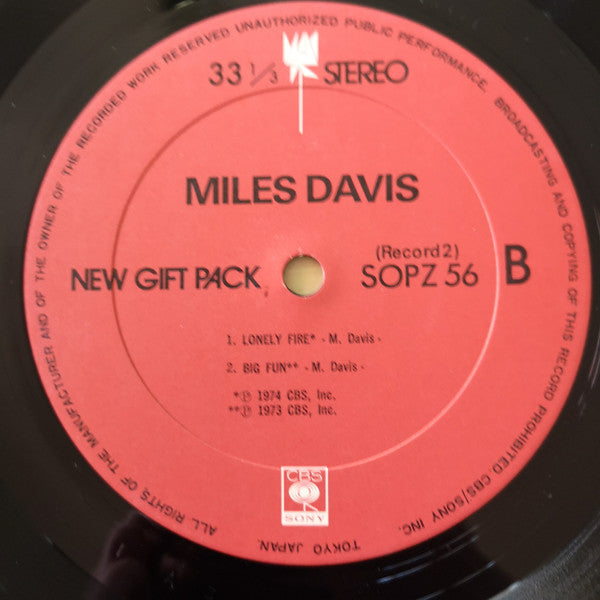 ALL RIGHTS OF THE MANUFACTURER AND OF THE OWNER OF THE RECORDED WORK RESERVED UNAUTHORIZED PUBLIC PERFORMANCE, BROADCASTING AND COPYING OF THIS RECORD PROHIBITED. CBS/SONY INC.
TOKYO JAPAN.
33 1/3 STEREO
MILES DAVIS
NEW GIFT PACK
(Record 2)
SOPZ 56
B
1. LONELY FIRE* - M. Davis -
2. BIG FUN** - M. Davis -
*℗ 1974 CBS, Inc.
**℗ 1973 CBS, Inc.
CBS
SONY